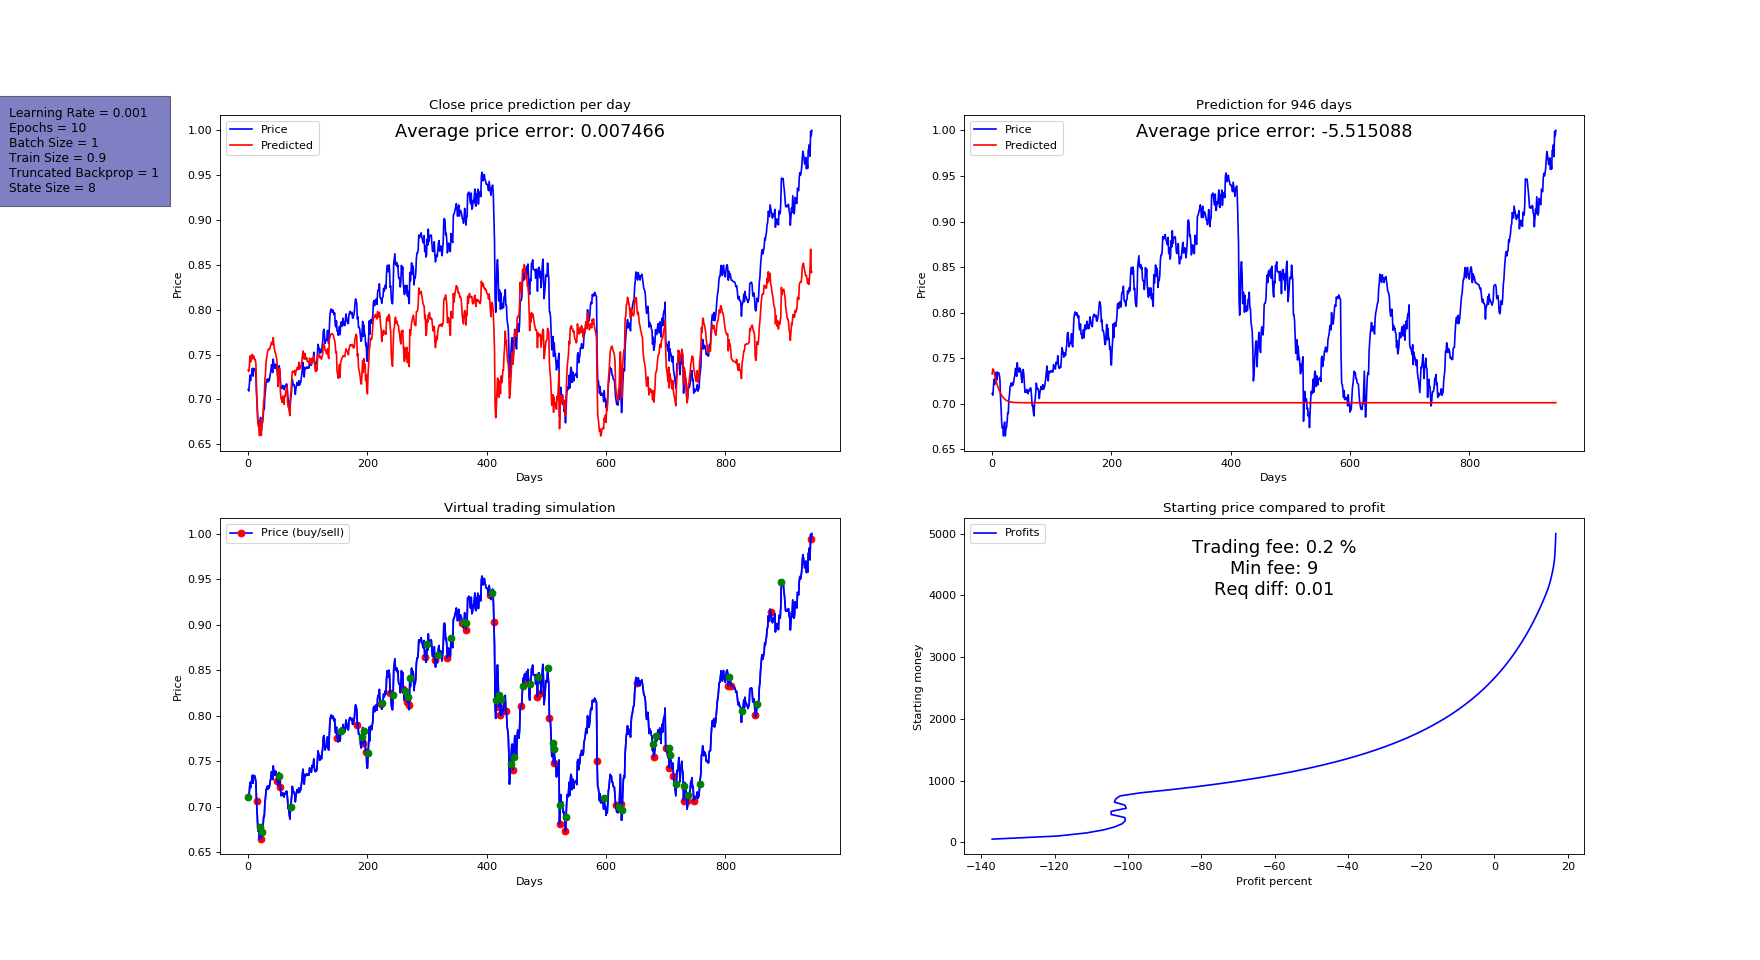 Learning Rate = 0.001
Epochs = 10
Batch Size = 1
Train Size = 0.9
Truncated Backprop = 1
State Size = 8
Close price prediction per day
Average price error: 0.007466
Price
Predicted
1.00
0.95
0.90
0.85
0.80
0.75
0.70
0.65
Price
0 200 400 600 800
Days
Prediction for 946 days
Average price error: -5.515088
Price
Predicted
1.00
0.95
0.90
0.85
0.80
0.75
0.70
0.65
Price
0 200 400 600 800
Days
Virtual trading simulation
Price (buy/sell)
1.00
0.95
0.90
0.85
0.80
0.75
0.70
0.65
Price
0 200 400 600 800
Days
Starting price compared to profit
Profits
Trading fee: 0.2 %
Min fee: 9
Req diff: 0.01
5000
4000
3000
2000
1000
0
Starting money
−140 −120 −100 −80 −60 −40 −20 0 20
Profit percent